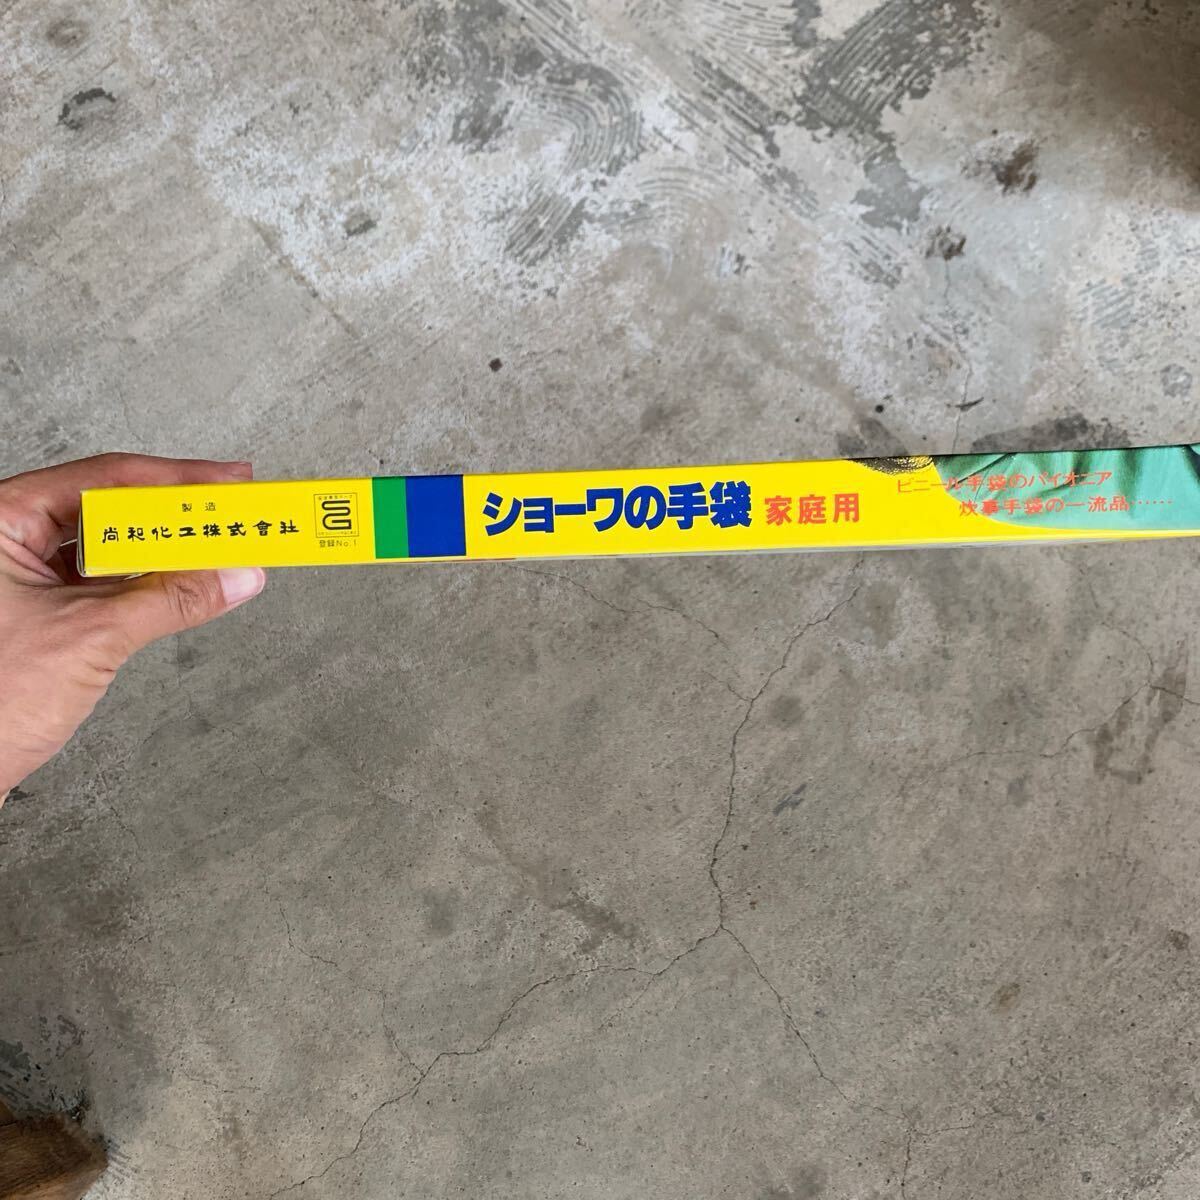 製造
尚和化工株式會社
SG
登録No.1
ショーワの手袋 家庭用
ビニール手袋のパイオニア
炊事手袋の一流品……